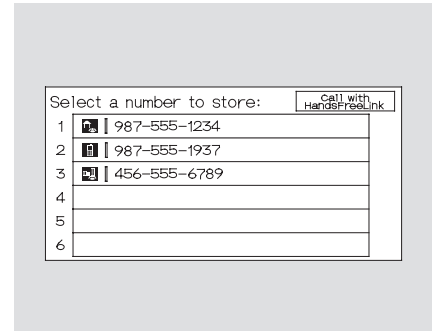 Select a number to store:
Call with
HandsFreeLink
1 987-555-1234
2 987-555-1937
3 456-555-6789
4
5
6